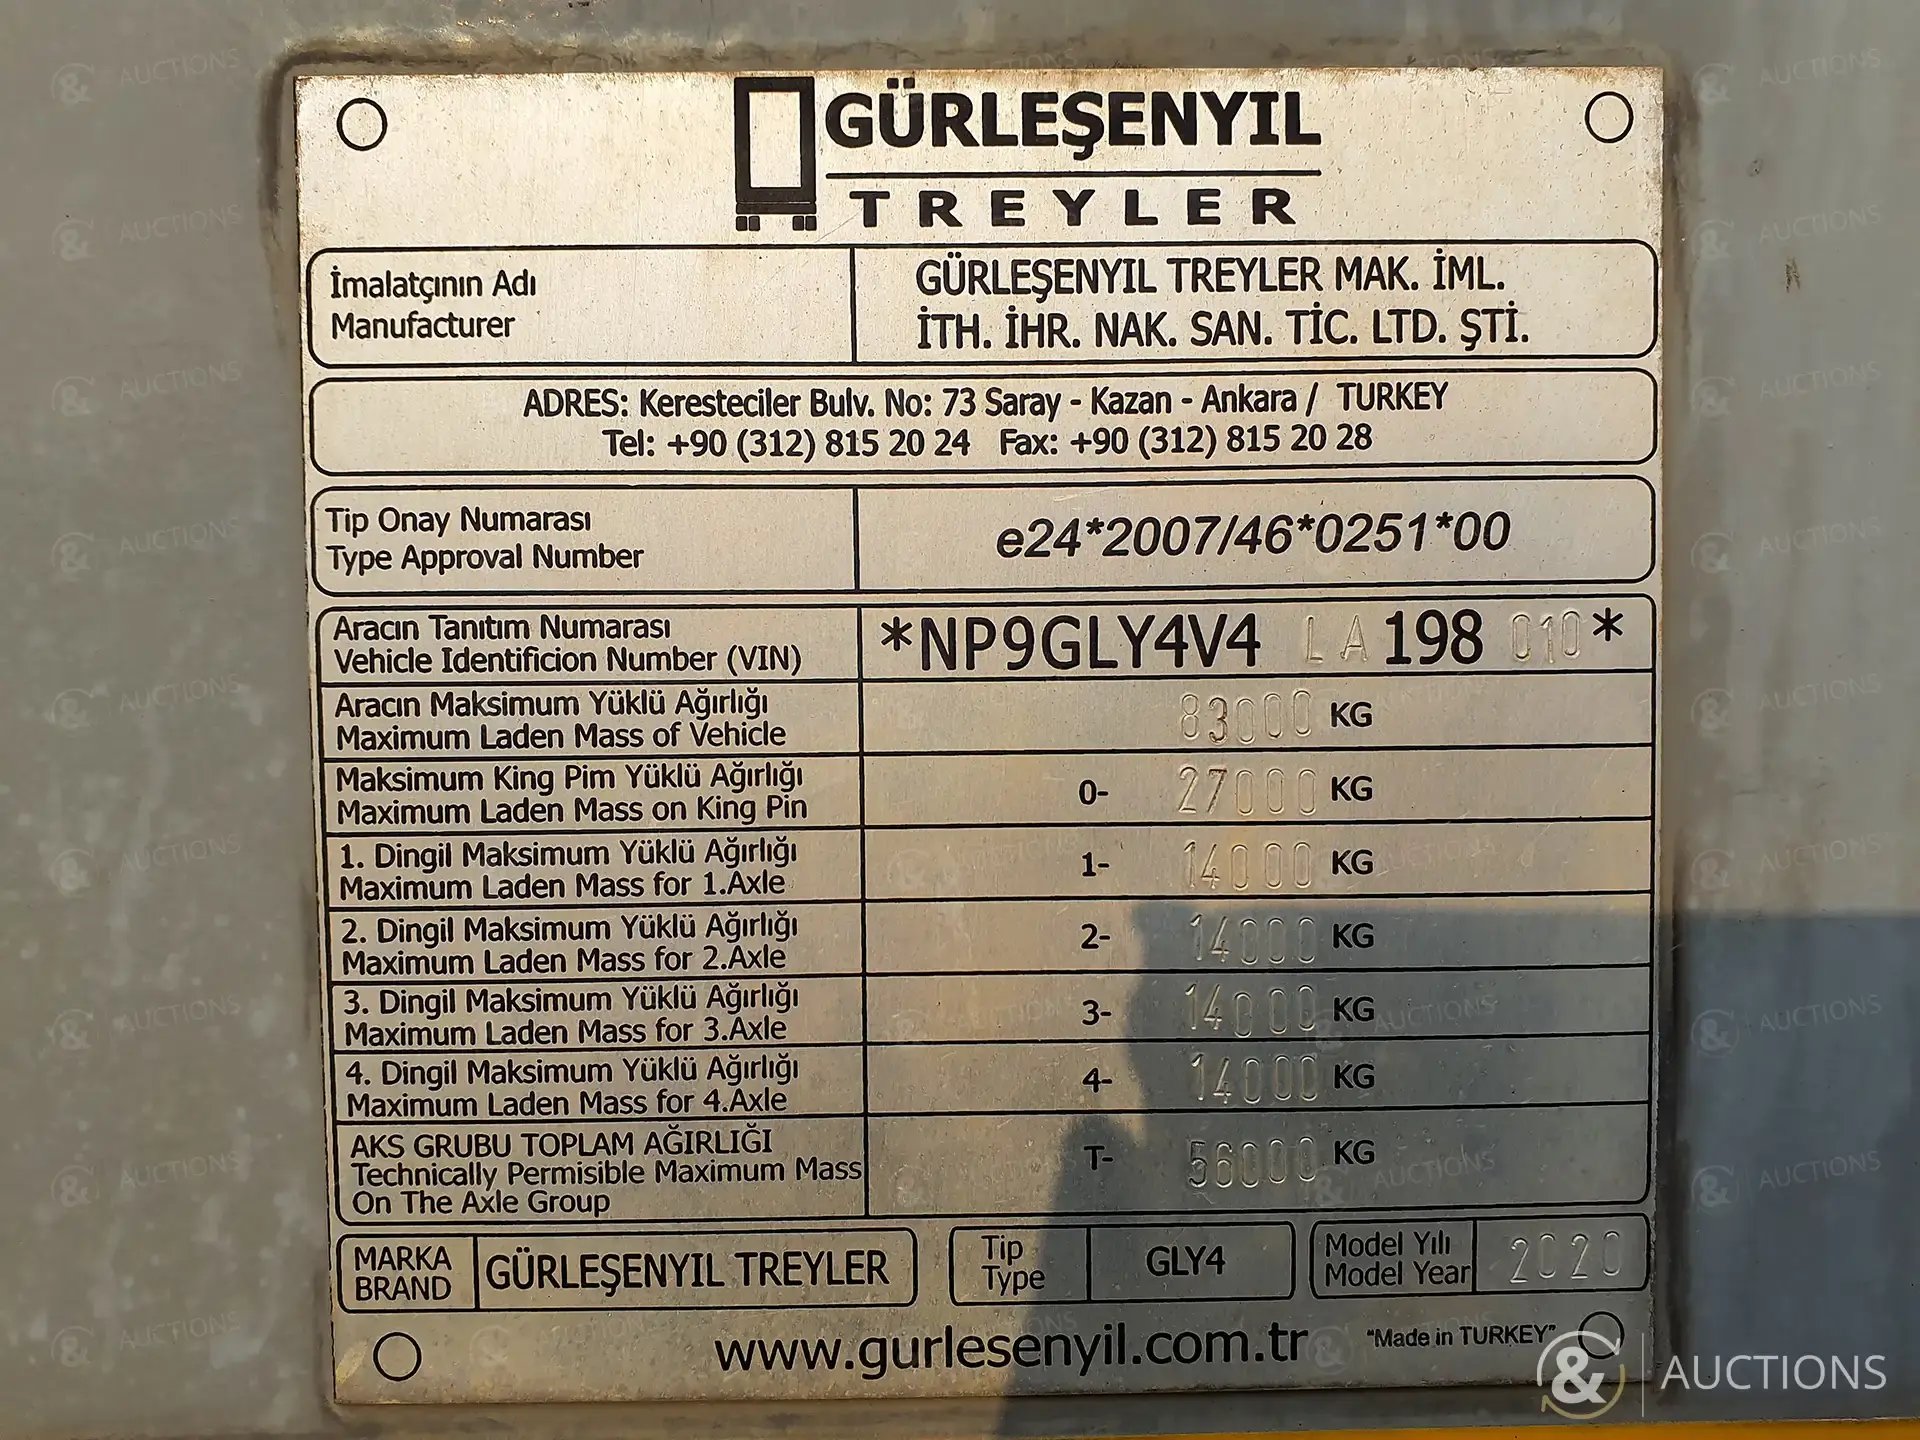 GÜRLEŞENYIL
TREYLER
İmalatçının Adı
Manufacturer
GÜRLEŞENYIL TREYLER MAK. İML.
İTH. İHR. NAK. SAN. TİC. LTD. ŞTİ.
ADRES: Keresteciler Bulv. No: 73 Saray - Kazan - Ankara / TURKEY
Tel: +90 (312) 815 20 24 Fax: +90 (312) 815 20 28
Tip Onay Numarası
Type Approval Number
e24*2007/46*0251*00
Aracın Tanıtım Numarası
Vehicle Identificion Number (VIN)
*NP9GLY4V4 LA 198 010*
Aracın Maksimum Yüklü Ağırlığı
Maximum Laden Mass of Vehicle
83000 KG
Maksimum King Pim Yüklü Ağırlığı
Maximum Laden Mass on King Pin
0- 27000 KG
1. Dingil Maksimum Yüklü Ağırlığı
Maximum Laden Mass for 1.Axle
1- 14000 KG
2. Dingil Maksimum Yüklü Ağırlığı
Maximum Laden Mass for 2.Axle
2- 14000 KG
3. Dingil Maksimum Yüklü Ağırlığı
Maximum Laden Mass for 3.Axle
3- 14000 KG
4. Dingil Maksimum Yüklü Ağırlığı
Maximum Laden Mass for 4.Axle
4- 14000 KG
AKS GRUBU TOPLAM AĞIRLIĞI
Technically Permisible Maximum Mass
On The Axle Group
T- 56000 KG
MARKA
BRAND
GÜRLEŞENYIL TREYLER
Tip
Type
GLY4
Model Yılı
Model Year
2020
www.gurlesenyil.com.tr
"Made in TURKEY"
& AUCTIONS